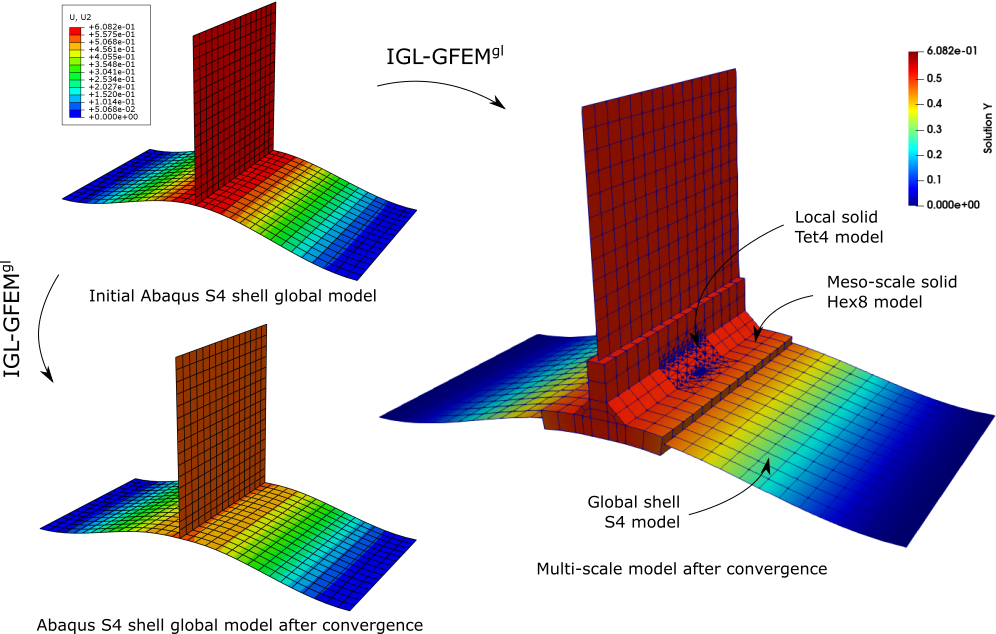 U, U2
+6.082e-01
+5.575e-01
+5.068e-01
+4.561e-01
+4.055e-01
+3.548e-01
+3.041e-01
+2.534e-01
+2.027e-01
+1.520e-01
+1.014e-01
+5.068e-02
+0.000e+00
Initial Abaqus S4 shell global model
IGL-GFEMgl
IGL-GFEMgl
Abaqus S4 shell global model after convergence
6.082e-01
0.5
0.4
0.3
0.2
0.1
0.000e+00
Solution Y
Local solid
Tet4 model
Meso-scale solid
Hex8 model
Global shell
S4 model
Multi-scale model after convergence